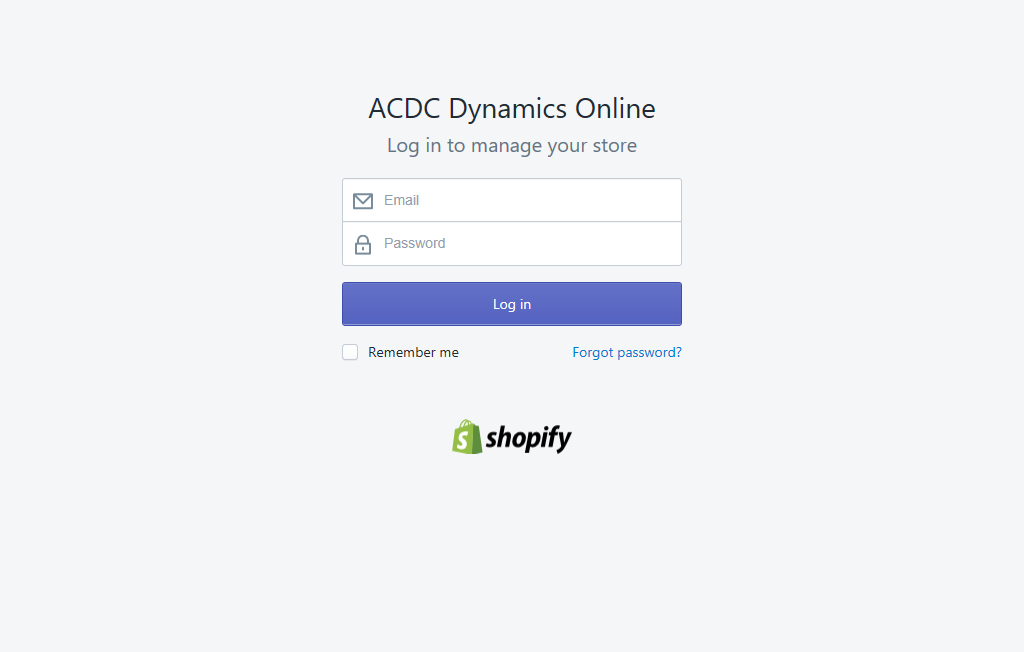 ACDC Dynamics Online
Log in to manage your store
Email
Password
Log in
Remember me
Forgot password?
shopify